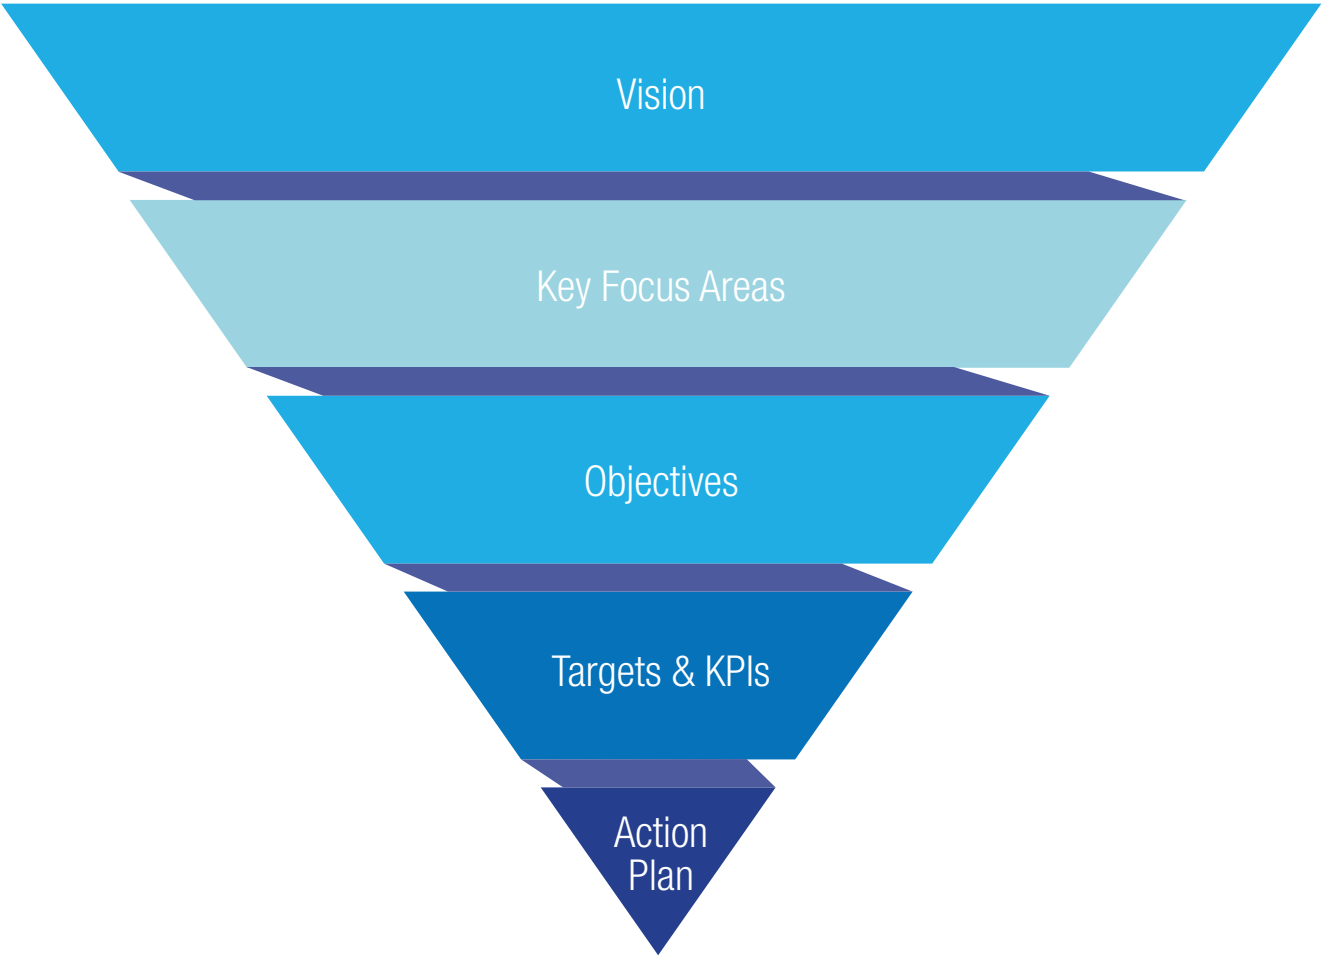 Vision
Key Focus Areas
Objectives
Targets & KPIs
Action
Plan